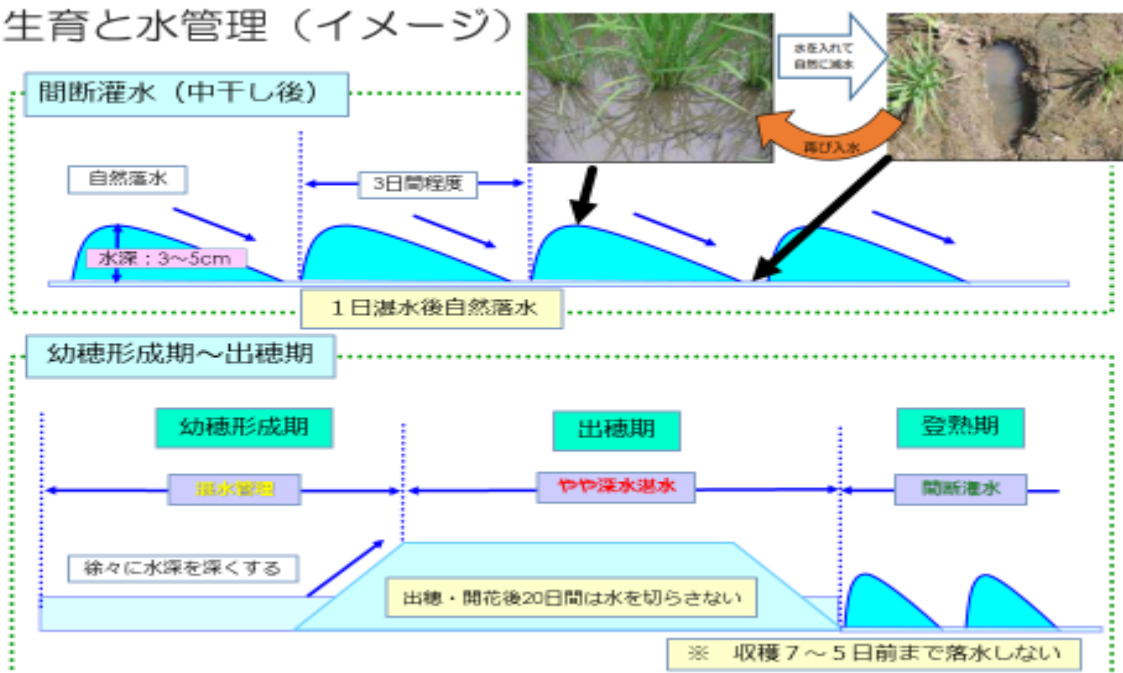 生育と水管理（イメージ）
水を入れて
自然に減水
再び入水
間断灌水（中干し後）
自然落水
3日間程度
水深：3～5cm
１日湛水後自然落水
幼穂形成期～出穂期
幼穂形成期
出穂期
登熟期
湛水管理
やや深水湛水
間断灌水
徐々に水深を深くする
出穂・開花後20日間は水を切らさない
※　収穫７～５日前まで落水しない